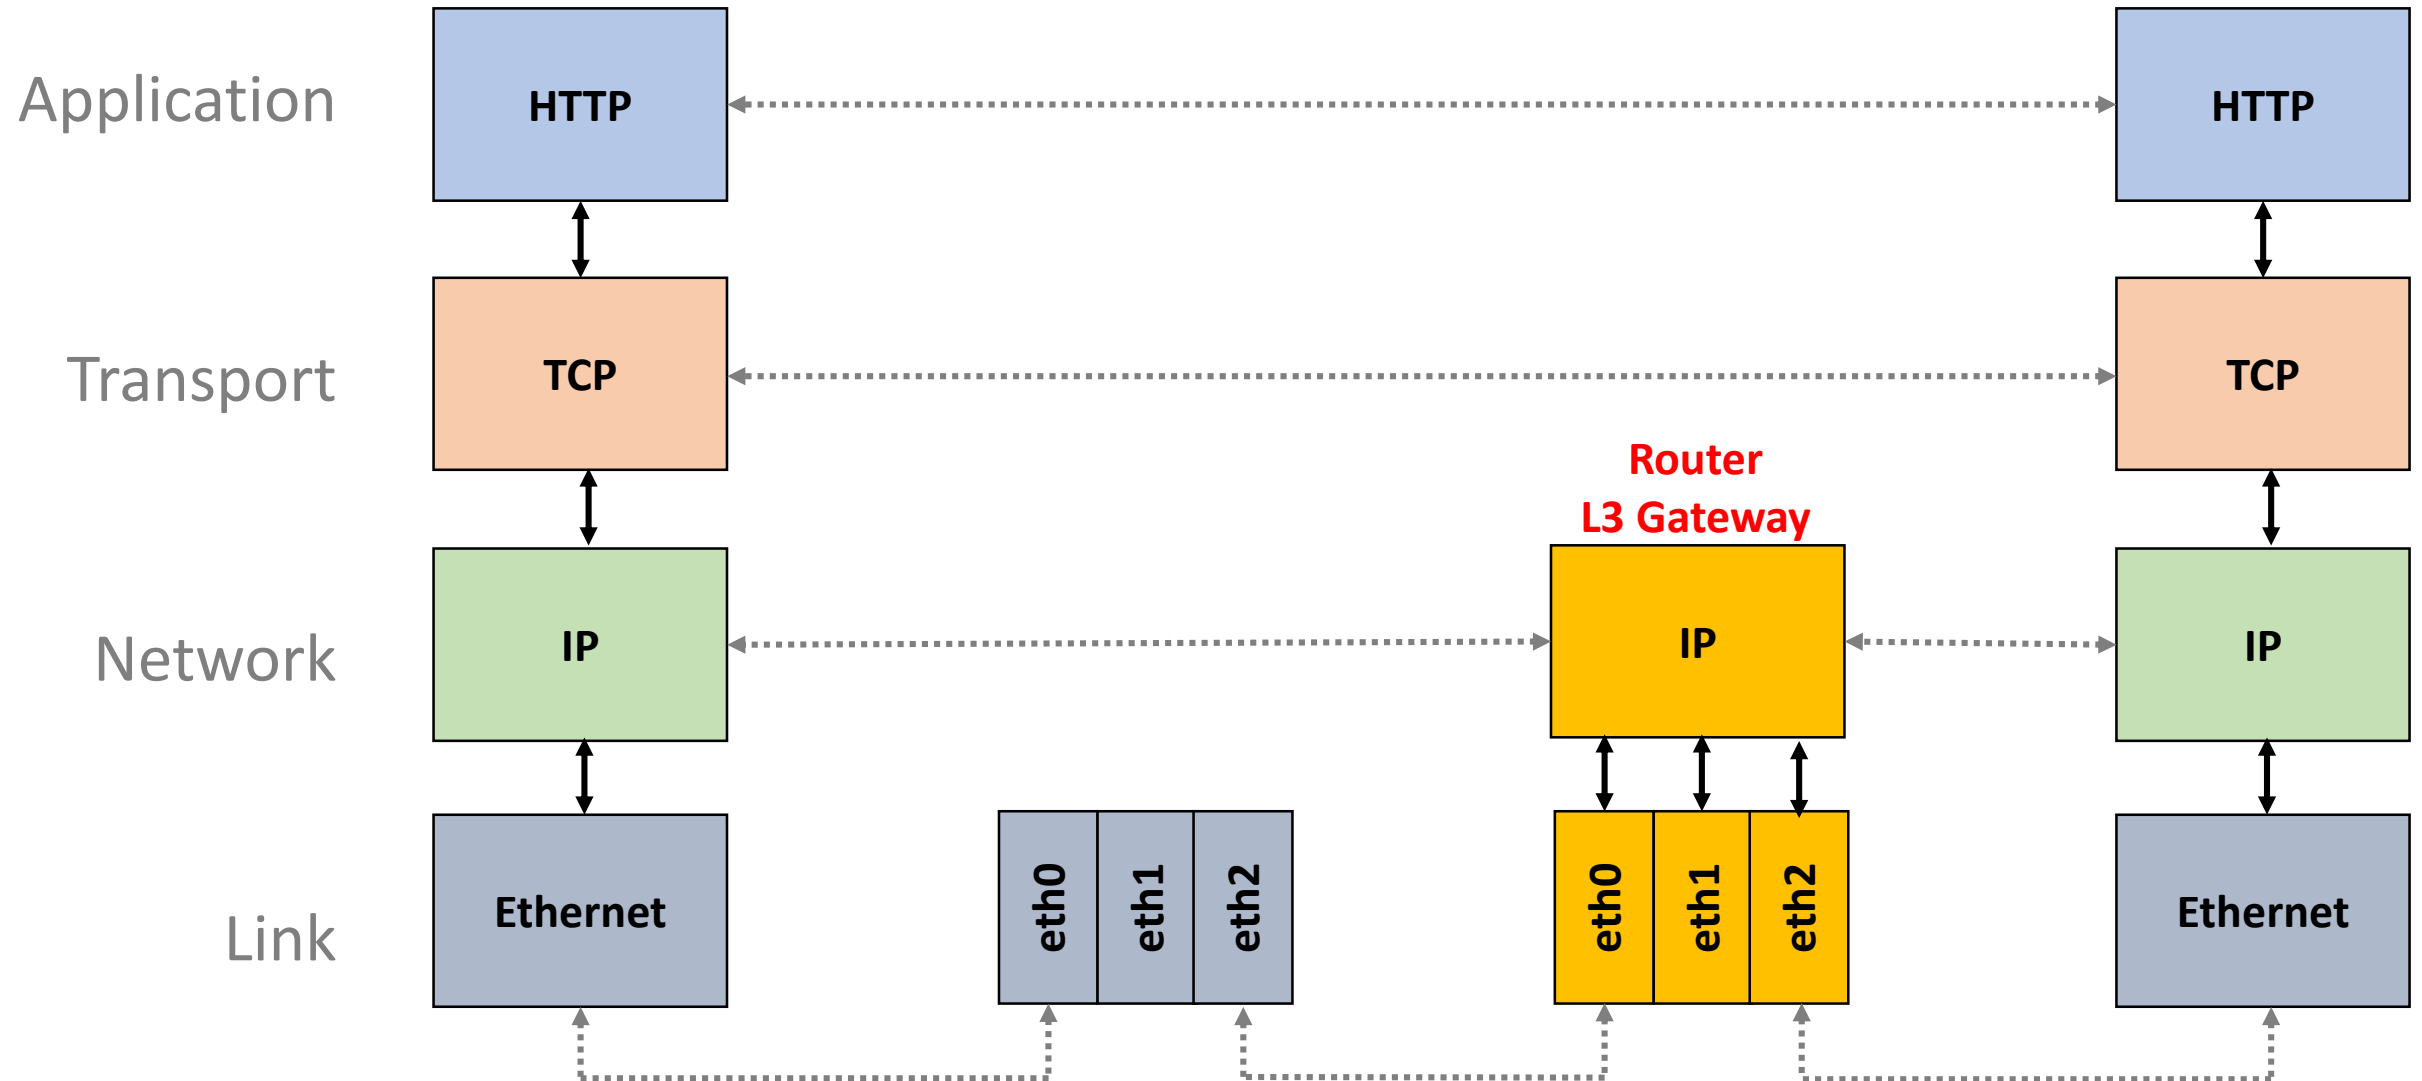 Application
HTTP
HTTP
Transport
TCP
TCP
Router
L3 Gateway
Network
IP
IP
IP
Link
Ethernet
eth0
eth1
eth2
eth0
eth1
eth2
Ethernet